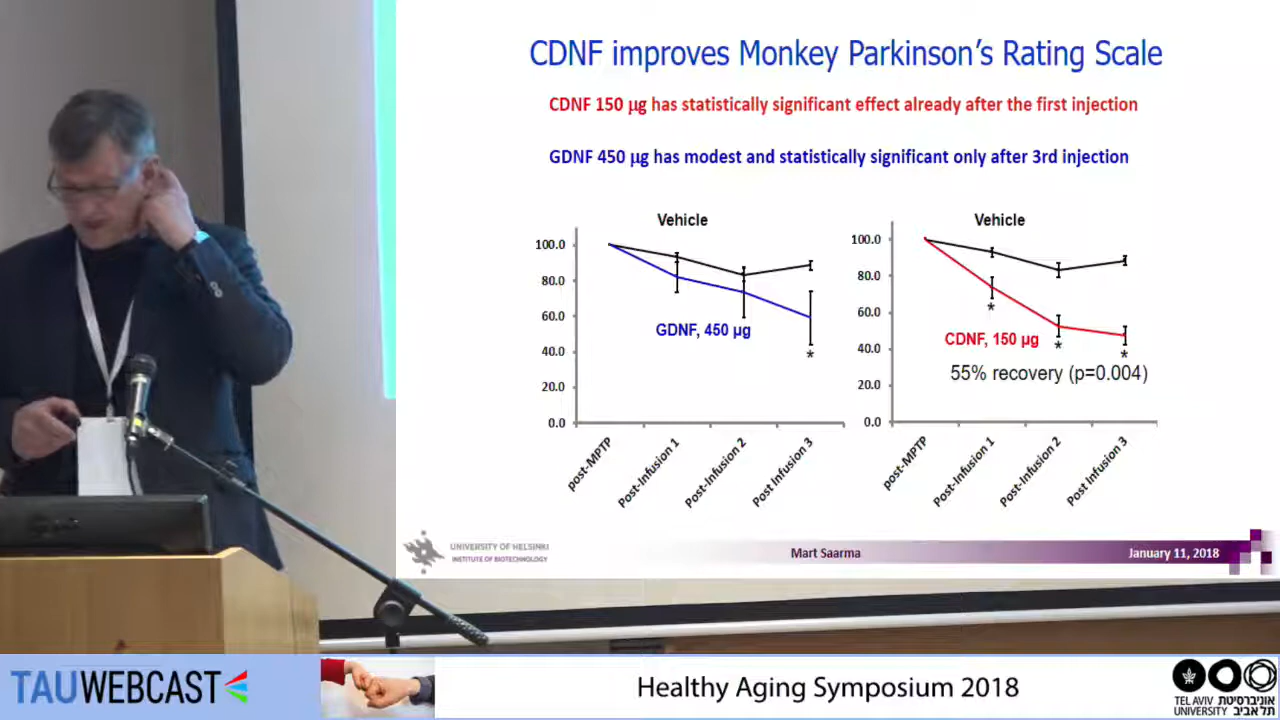 CDNF improves Monkey Parkinson's Rating Scale
CDNF 150 µg has statistically significant effect already after the first injection
GDNF 450 µg has modest and statistically significant only after 3rd injection
Vehicle
100.0
80.0
60.0
40.0
20.0
0.0
GDNF, 450 µg
*
post-MPTP
Post-Infusion 1
Post-Infusion 2
Post Infusion 3
Vehicle
100.0
80.0
60.0
40.0
20.0
0.0
*
CDNF, 150 µg
*
*
55% recovery (p=0.004)
post-MPTP
Post-Infusion 1
Post-Infusion 2
Post Infusion 3
UNIVERSITY OF HELSINKI
INSTITUTE OF BIOTECHNOLOGY
Mart Saarma
January 11, 2018
TAUWEBCAST
Healthy Aging Symposium 2018
TEL AVIV אוניברסיטת
UNIVERSITY תל אביב